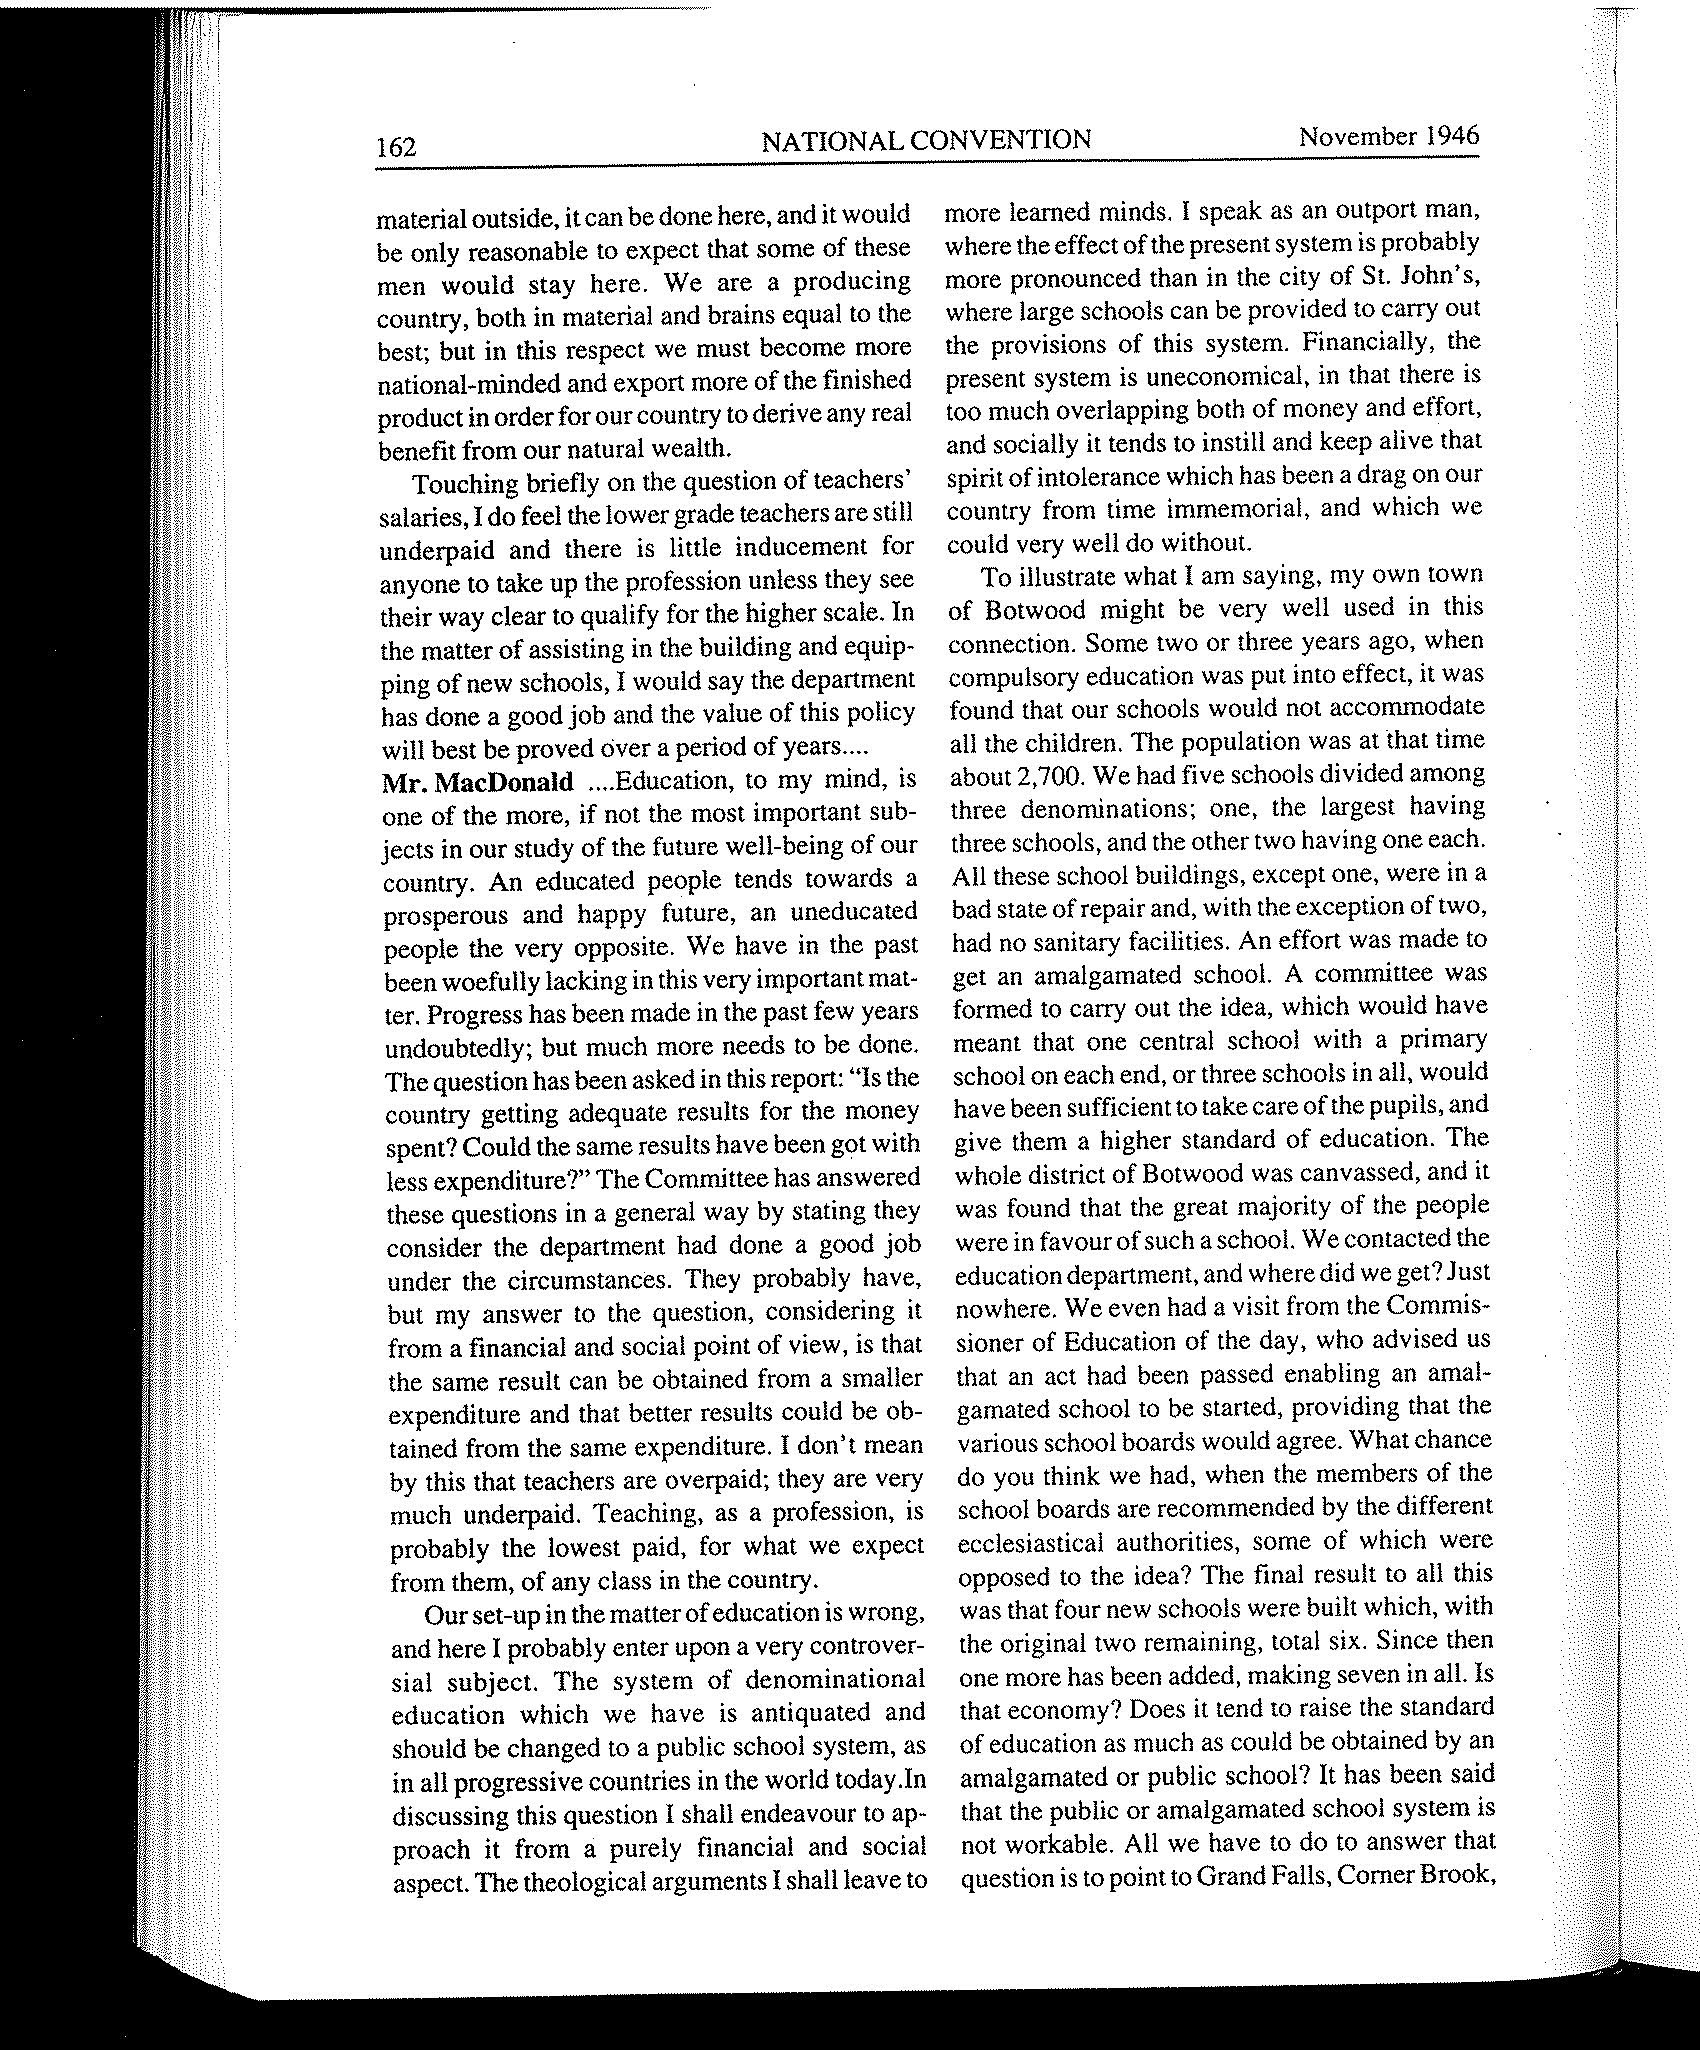 162
NATIONAL CONVENTION
November 1946
material outside, it can be done here, and it would
be only reasonable to expect that some of these
men would stay here. We are a producing
country, both in material and brains equal to the
best; but in this respect we must become more
national-minded and export more of the finished
product in order for our country to derive any real
benefit from our natural wealth.
Touching briefly on the question of teachers'
salaries, I do feel the lower grade teachers are still
underpaid and there is little inducement for
anyone to take up the profession unless they see
their way clear to qualify for the higher scale. In
the matter of assisting in the building and equip-
ping of new schools, I would say the department
has done a good job and the value of this policy
will best be proved over a period of years....
Mr. MacDonald ....Education, to my mind, is
one of the more, if not the most important sub-
jects in our study of the future well-being of our
country. An educated people tends towards a
prosperous and happy future, an uneducated
people the very opposite. We have in the past
been woefully lacking in this very important mat-
ter. Progress has been made in the past few years
undoubtedly; but much more needs to be done.
The question has been asked in this report: "Is the
country getting adequate results for the money
spent? Could the same results have been got with
less expenditure?" The Committee has answered
these questions in a general way by stating they
consider the department had done a good job
under the circumstances. They probably have,
but my answer to the question, considering it
from a financial and social point of view, is that
the same result can be obtained from a smaller
expenditure and that better results could be ob-
tained from the same expenditure. I don't mean
by this that teachers are overpaid; they are very
much underpaid. Teaching, as a profession, is
probably the lowest paid, for what we expect
from them, of any class in the country.
Our set-up in the matter of education is wrong,
and here I probably enter upon a very controver-
sial subject. The system of denominational
education which we have is antiquated and
should be changed to a public school system, as
in all progressive countries in the world today.In
discussing this question I shall endeavour to ap-
proach it from a purely financial and social
aspect. The theological arguments I shall leave to
more learned minds. I speak as an outport man,
where the effect of the present system is probably
more pronounced than in the city of St. John's,
where large schools can be provided to carry out
the provisions of this system. Financially, the
present system is uneconomical, in that there is
too much overlapping both of money and effort,
and socially it tends to instill and keep alive that
spirit of intolerance which has been a drag on our
country from time immemorial, and which we
could very well do without.
To illustrate what I am saying, my own town
of Botwood might be very well used in this
connection. Some two or three years ago, when
compulsory education was put into effect, it was
found that our schools would not accommodate
all the children. The population was at that time
about 2,700. We had five schools divided among
three denominations; one, the largest having
three schools, and the other two having one each.
All these school buildings, except one, were in a
bad state of repair and, with the exception of two,
had no sanitary facilities. An effort was made to
get an amalgamated school. A committee was
formed to carry out the idea, which would have
meant that one central school with a primary
school on each end, or three schools in all, would
have been sufficient to take care of the pupils, and
give them a higher standard of education. The
whole district of Botwood was canvassed, and it
was found that the great majority of the people
were in favour of such a school. We contacted the
education department, and where did we get? Just
nowhere. We even had a visit from the Commis-
sioner of Education of the day, who advised us
that an act had been passed enabling an amal-
gamated school to be started, providing that the
various school boards would agree. What chance
do you think we had, when the members of the
school boards are recommended by the different
ecclesiastical authorities, some of which were
opposed to the idea? The final result to all this
was that four new schools were built which, with
the original two remaining, total six. Since then
one more has been added, making seven in all. Is
that economy? Does it tend to raise the standard
of education as much as could be obtained by an
amalgamated or public school? It has been said
that the public or amalgamated school system is
not workable. All we have to do to answer that
question is to point to Grand Falls, Corner Brook,